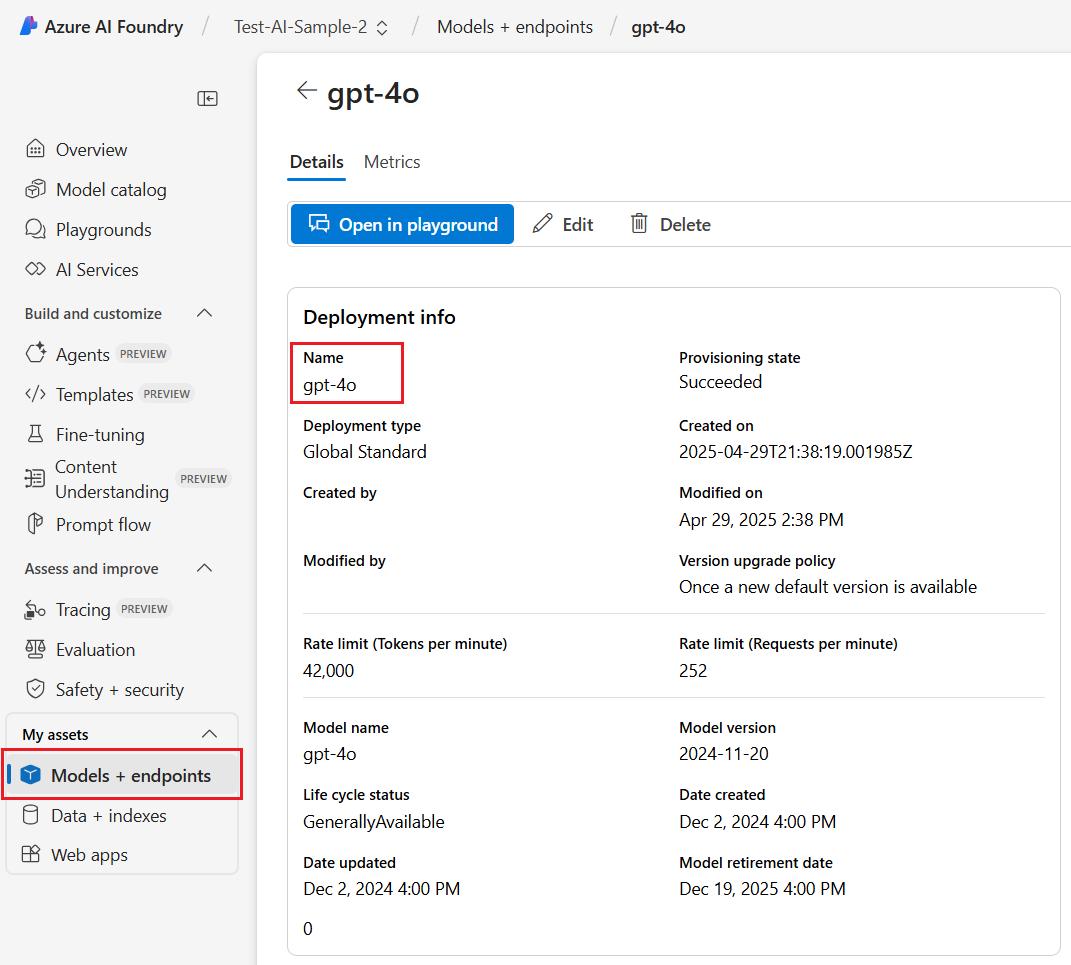 Azure AI Foundry / Test-AI-Sample-2 / Models + endpoints / gpt-4o
Overview
Model catalog
Playgrounds
AI Services
Build and customize
Agents PREVIEW
Templates PREVIEW
Fine-tuning
Content
Understanding PREVIEW
Prompt flow
Assess and improve
Tracing PREVIEW
Evaluation
Safety + security
My assets
Models + endpoints
Data + indexes
Web apps
gpt-4o
Details Metrics
Open in playground Edit Delete
Deployment info
Name
gpt-4o
Provisioning state
Succeeded
Deployment type
Global Standard
Created on
2025-04-29T21:38:19.001985Z
Created by
Modified on
Apr 29, 2025 2:38 PM
Modified by
Version upgrade policy
Once a new default version is available
Rate limit (Tokens per minute)
42,000
Rate limit (Requests per minute)
252
Model name
gpt-4o
Model version
2024-11-20
Life cycle status
GenerallyAvailable
Date created
Dec 2, 2024 4:00 PM
Date updated
Dec 2, 2024 4:00 PM
Model retirement date
Dec 19, 2025 4:00 PM
0